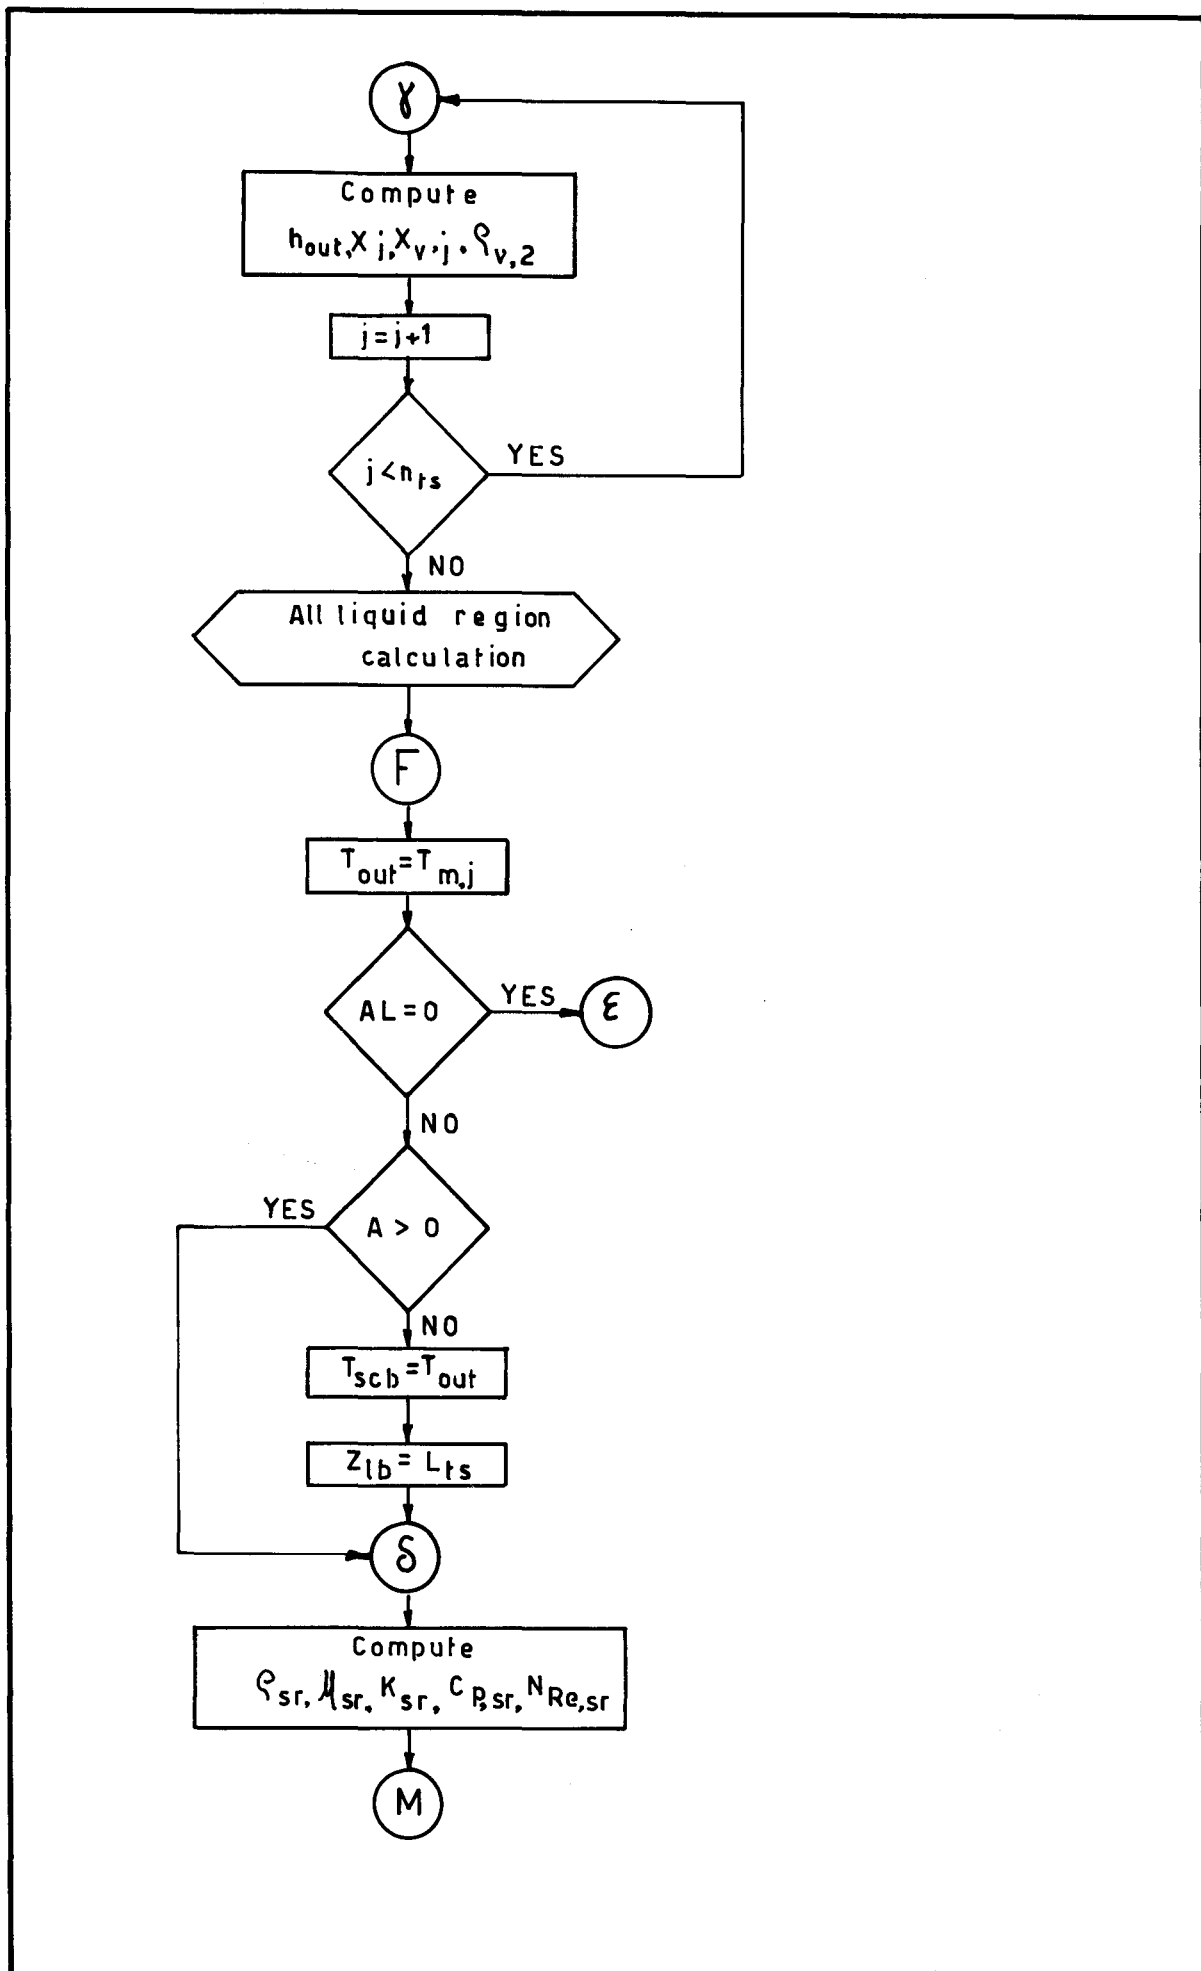 γ
Compute
h_out, X_j, X_v,j, ρ_v,2
j=j+1
j<n_ts
YES
NO
All liquid region
calculation
F
T_out=T_m,j
AL=0
YES
ε
NO
A > 0
YES
NO
T_scb=T_out
Z_lb = L_ts
δ
Compute
ρ_sr, μ_sr, K_sr, C_P,sr, N_Re,sr
M